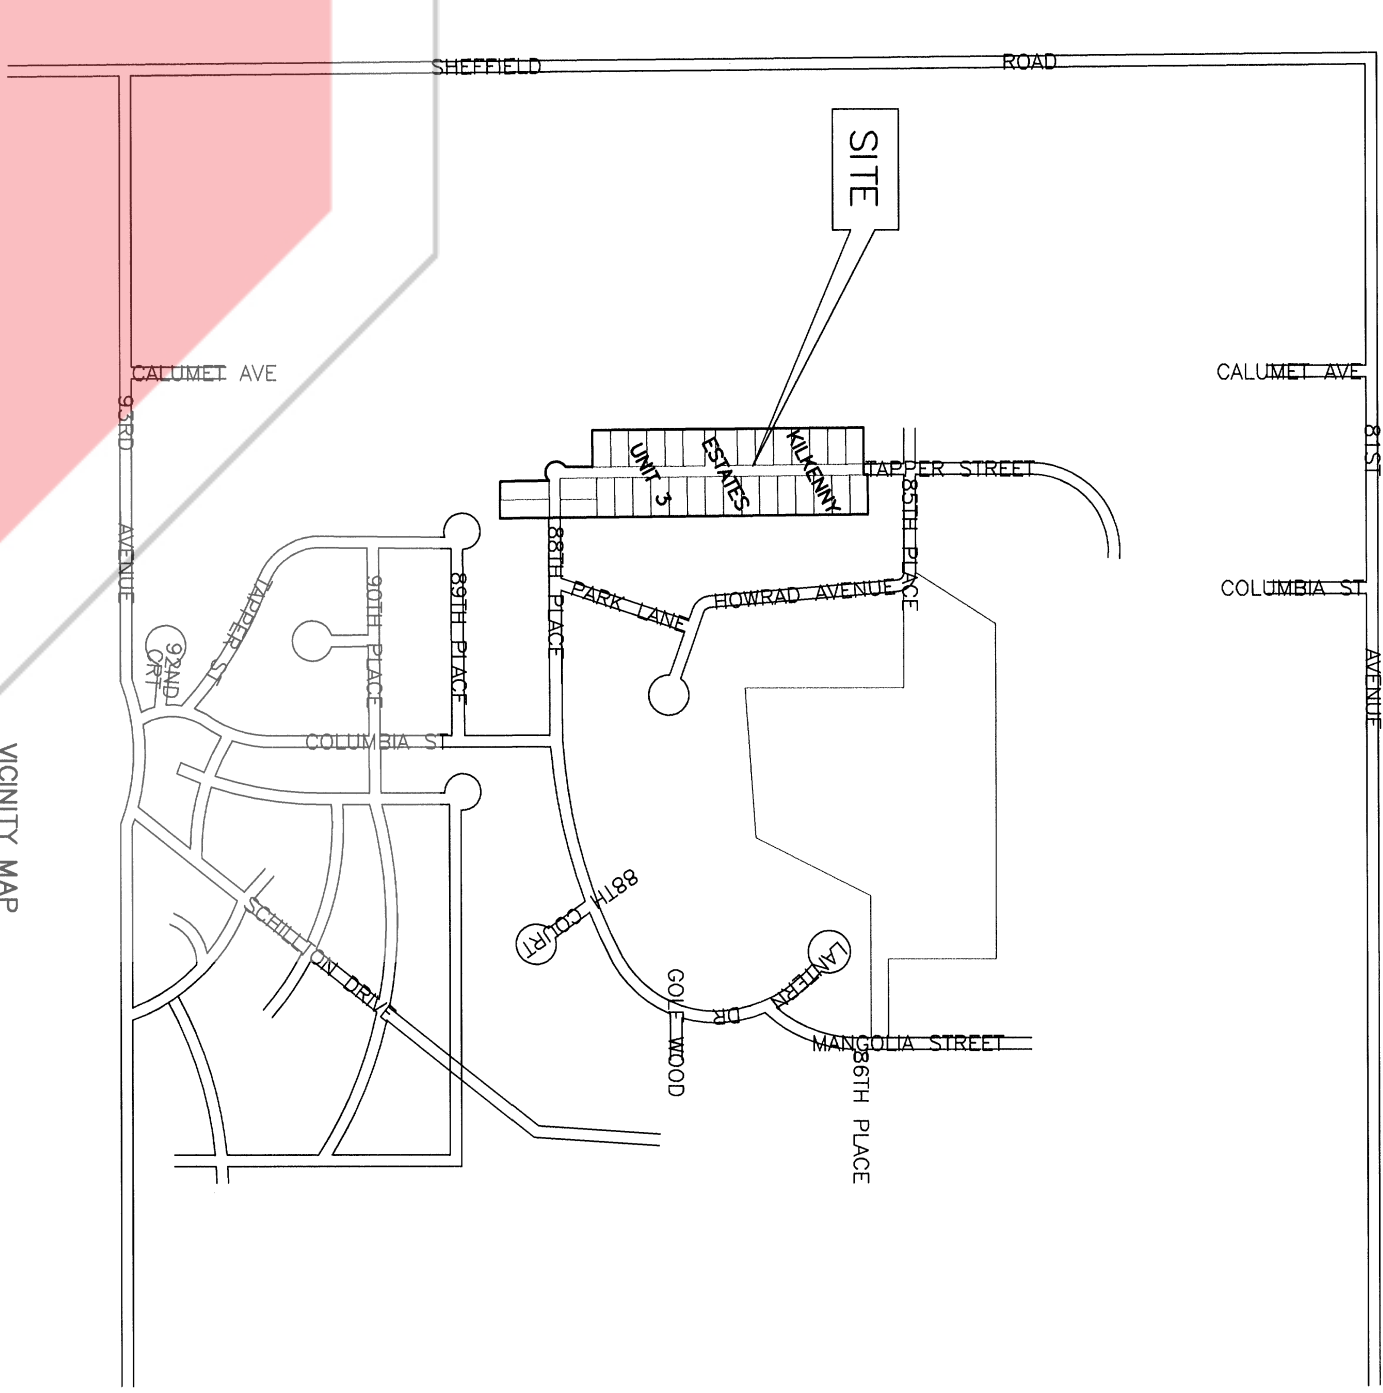 SHEFFIELD ROAD
SITE
CALUMET AVE
CALUMET AVE
93RD AVENUE
81ST AVENUE
KILKENNY
ESTATES
UNIT 3
TAPPER STREET
85TH PLACE
88TH PLACE
PARK LANE
HOWRAD AVENUE
COLUMBIA ST
TAPPER ST
90TH PLACE
89TH PLACE
92ND
CRT
COLUMBIA ST
VICINITY MAP
SCHILLTON DRIVE
88TH COURT
LANTERN DR
GOLF WOOD
MANGOLIA STREET
86TH PLACE